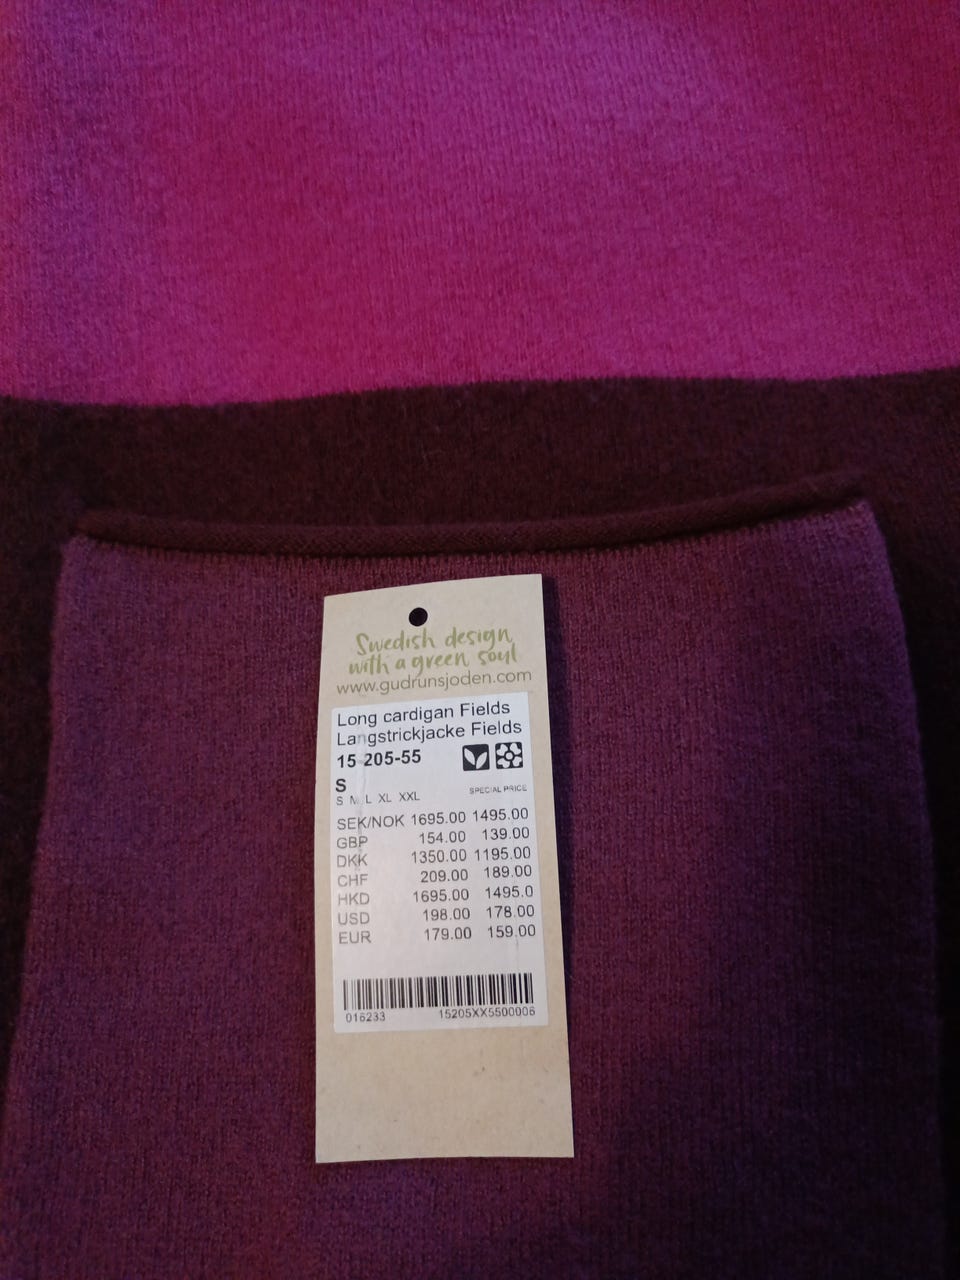 Swedish design
with a green soul
www.gudrunsjoden.com
Long cardigan Fields
Langstrickjacke Fields
15-205-55
S
S M L XL XXL SPECIAL PRICE
SEK/NOK 1695.00 1495.00
GBP 154.00 139.00
DKK 1350.00 1195.00
CHF 209.00 189.00
HKD 1695.00 1495.0
USD 198.00 178.00
EUR 179.00 159.00
016233 15205XX5500006